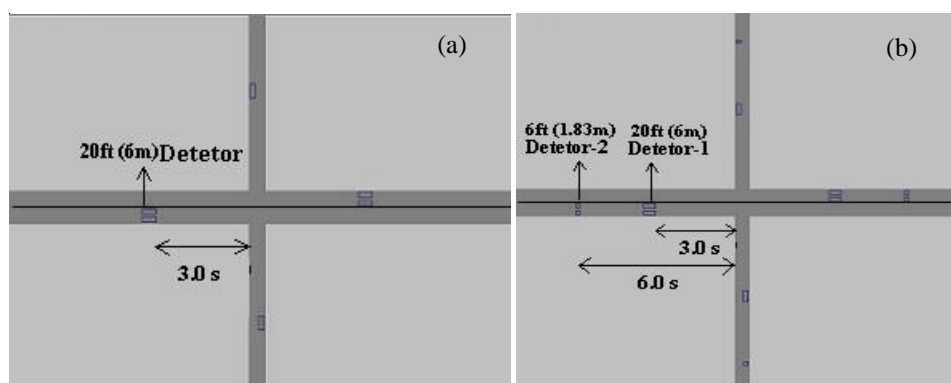 (a)
20ft (6m) Detetor
3.0 s
(b)
6ft (1.83m) 20ft (6m)
Detetor-2 Detetor-1
3.0 s
6.0 s